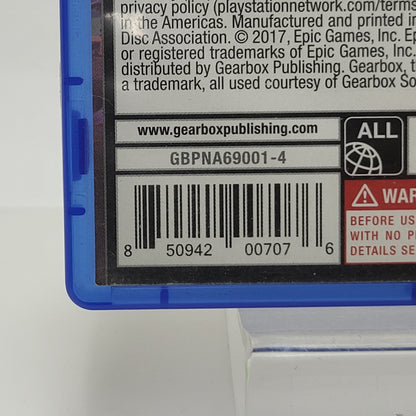 privacy policy (playstationnetwork.com/terms
in the Americas. Manufactured and printed in
Disc Association. © 2017, Epic Games, Inc. Ep
or registered trademarks of Epic Games, Inc.
distributed by Gearbox Publishing. Gearbox, t
a trademark, all used courtesy of Gearbox So
www.gearboxpublishing.com
ALL
GBPNA69001-4
WAR
BEFORE US
WITH NO P
DETAILS SE
8 50942 00707 6